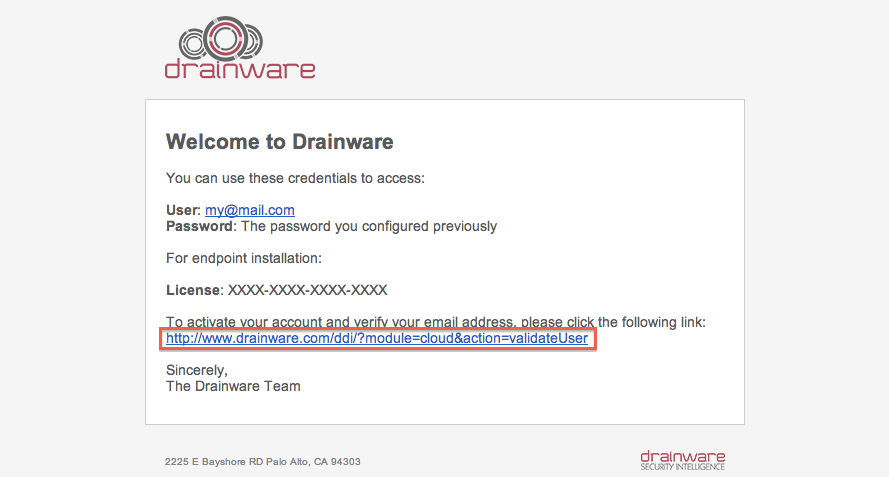 drainware
Welcome to Drainware
You can use these credentials to access:
User: my@mail.com
Password: The password you configured previously
For endpoint installation:
License: XXXX-XXXX-XXXX-XXXX
To activate your account and verify your email address, please click the following link:
http://www.drainware.com/ddi/?module=cloud&action=validateUser
Sincerely,
The Drainware Team
2225 E Bayshore RD Palo Alto, CA 94303
drainware
SECURITY INTELLIGENCE